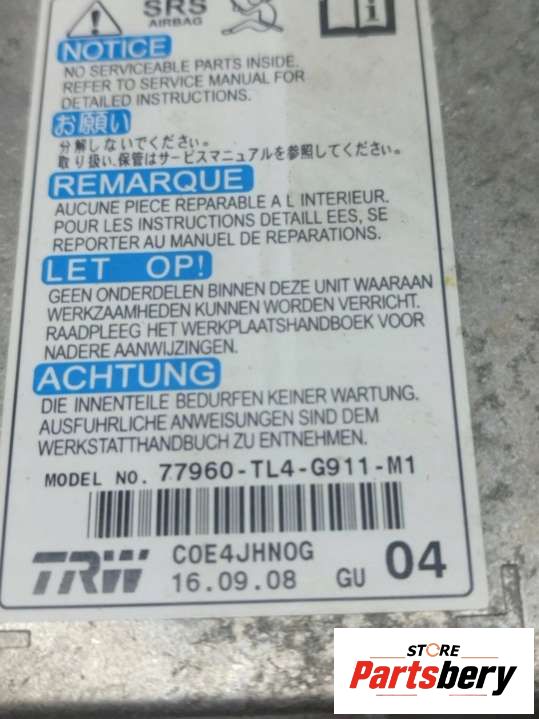 SRS
AIRBAG
NOTICE
NO SERVICEABLE PARTS INSIDE.
REFER TO SERVICE MANUAL FOR
DETAILED INSTRUCTIONS.
お願い
分解しないでください。
取り扱い、保管はサービスマニュアルを参照してください。
REMARQUE
AUCUNE PIECE REPARABLE A L INTERIEUR.
POUR LES INSTRUCTIONS DETAILL EES, SE
REPORTER AU MANUEL DE REPARATIONS.
LET OP!
GEEN ONDERDELEN BINNEN DEZE UNIT WAARAAN
WERKZAAMHEDEN KUNNEN WORDEN VERRICHT.
RAADPLEEG HET WERKPLAATSHANDBOEK VOOR
NADERE AANWIJZINGEN.
ACHTUNG
DIE INNENTEILE BEDURFEN KEINER WARTUNG.
AUSFUHRLICHE ANWEISUNGEN SIND DEM
WERKSTATTHANDBUCH ZU ENTNEHMEN.
MODEL NO. 77960-TL4-G911-M1
TRW C0E4JHN0G
16.09.08 GU 04
STORE
Partsbery